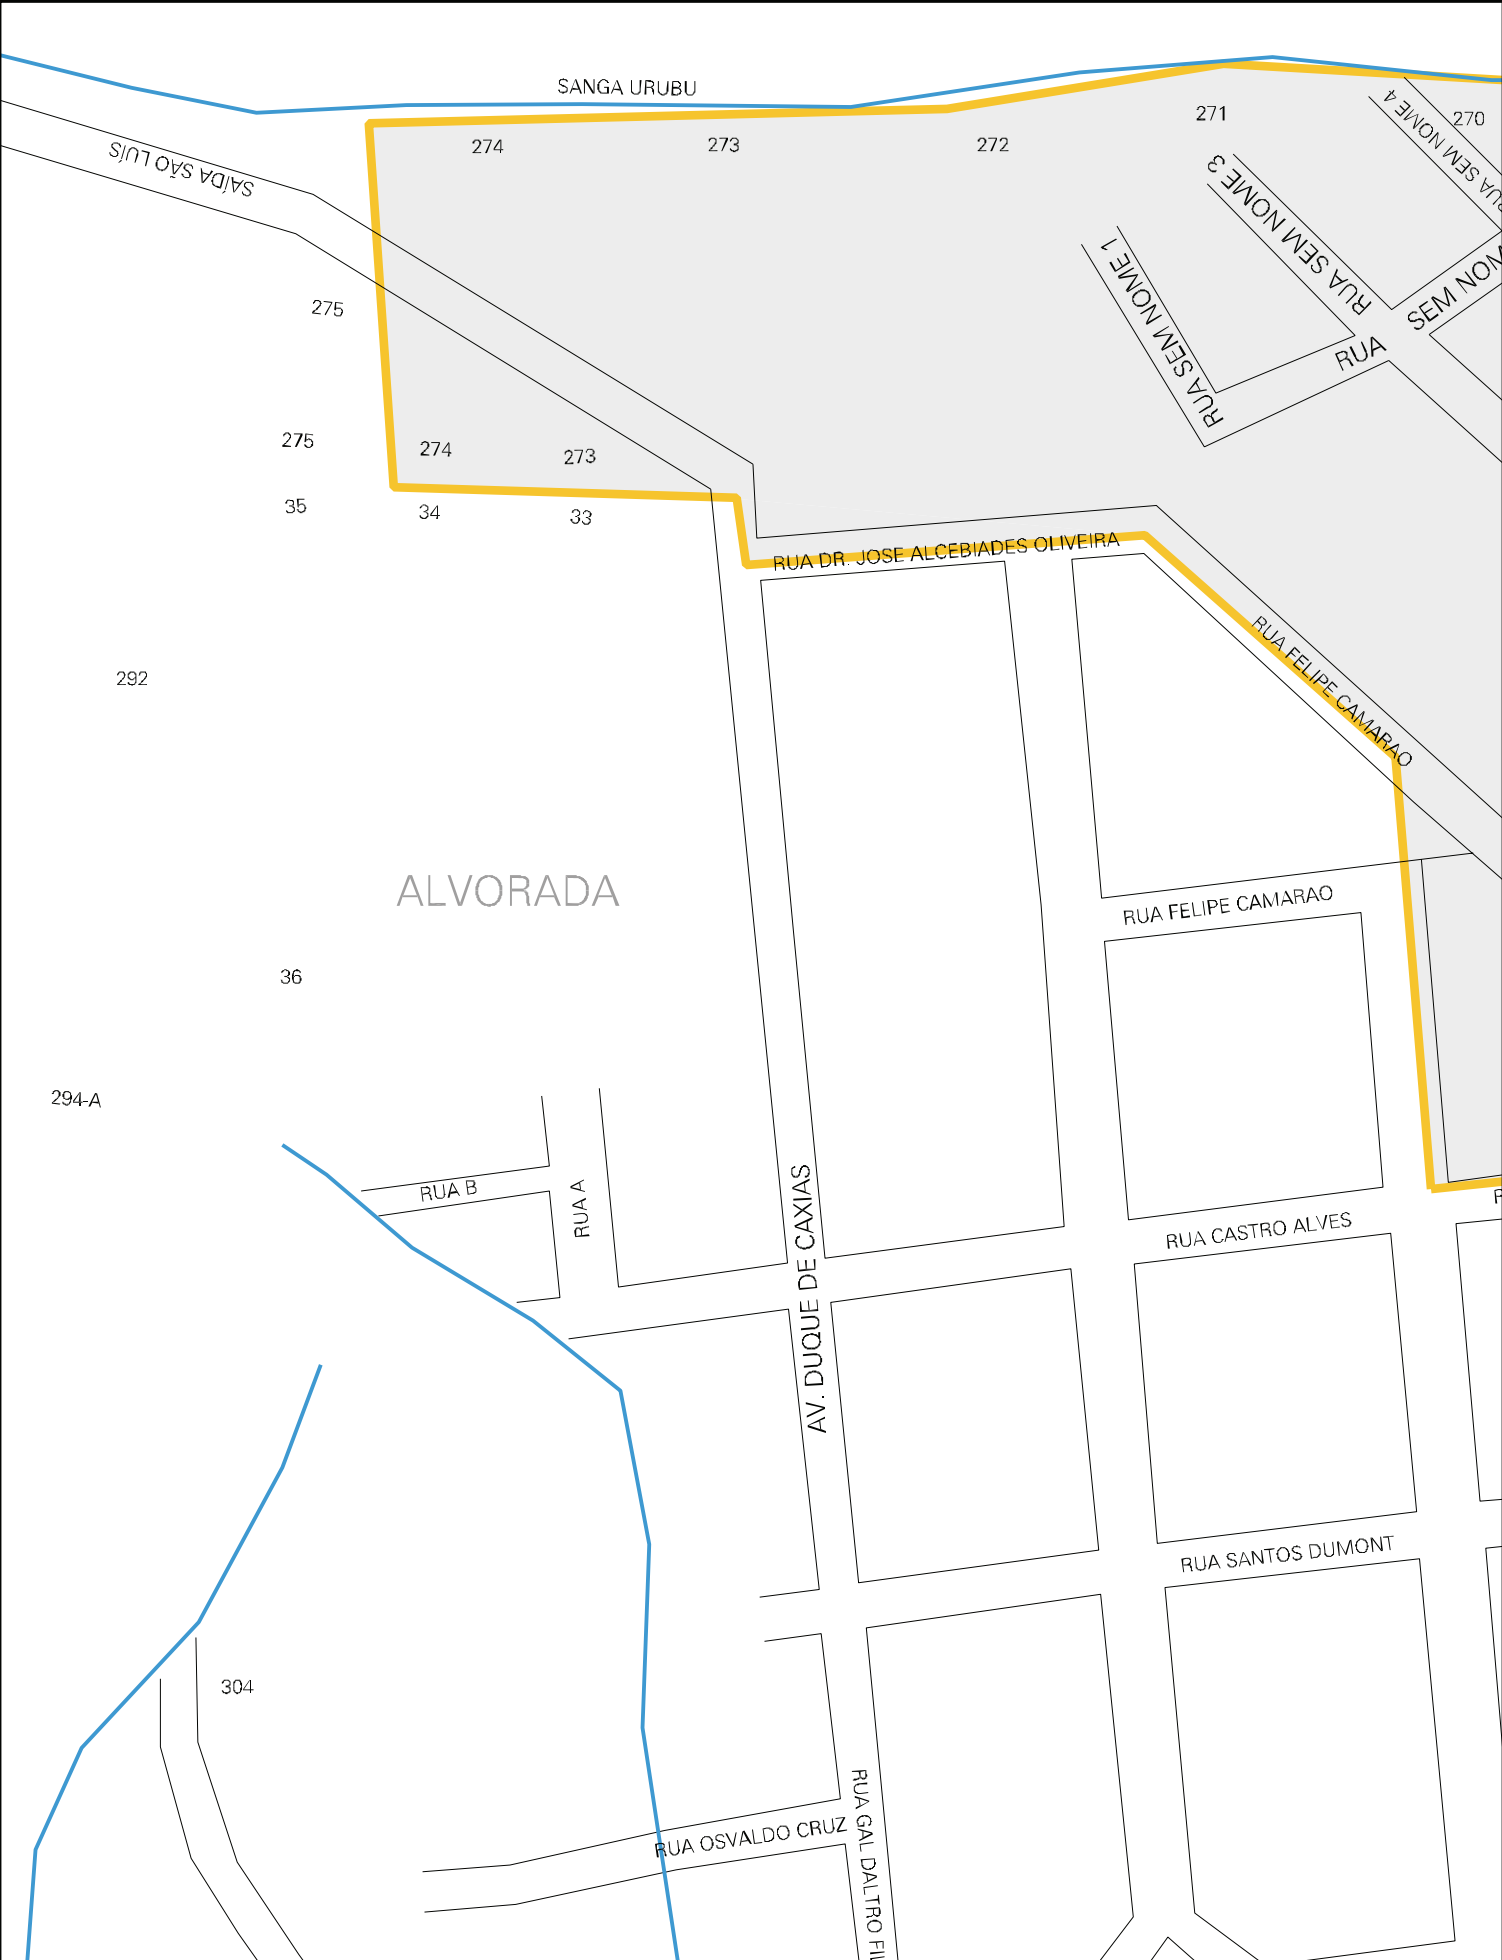 SANGA URUBU
SAÍDA SÃO LUÍS
274
273
272
271
270
RUA SEM NOME 4
RUA SEM NOME 3
RUA SEM NOME 1
SEM NOM
RUA
275
275
274
273
35
34
33
RUA DR. JOSE ALCEBIADES OLIVEIRA
RUA FELIPE CAMARAO
292
ALVORADA
RUA FELIPE CAMARAO
36
294-A
RUA B
RUA A
AV. DUQUE DE CAXIAS
RUA CASTRO ALVES
RUA SANTOS DUMONT
304
RUA OSVALDO CRUZ
RUA GAL DALTRO FIL